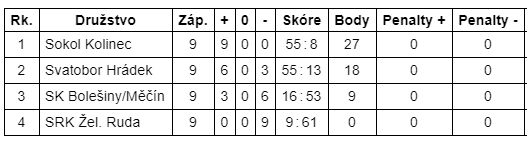 Rk. Družstvo Záp. + 0 - Skóre Body Penalty + Penalty -
1 Sokol Kolinec 9 9 0 0 55:8 27 0 0
2 Svatobor Hrádek 9 6 0 3 55:13 18 0 0
3 SK Bolešiny/Měčín 9 3 0 6 16:53 9 0 0
4 SRK Žel. Ruda 9 0 0 9 9:61 0 0 0